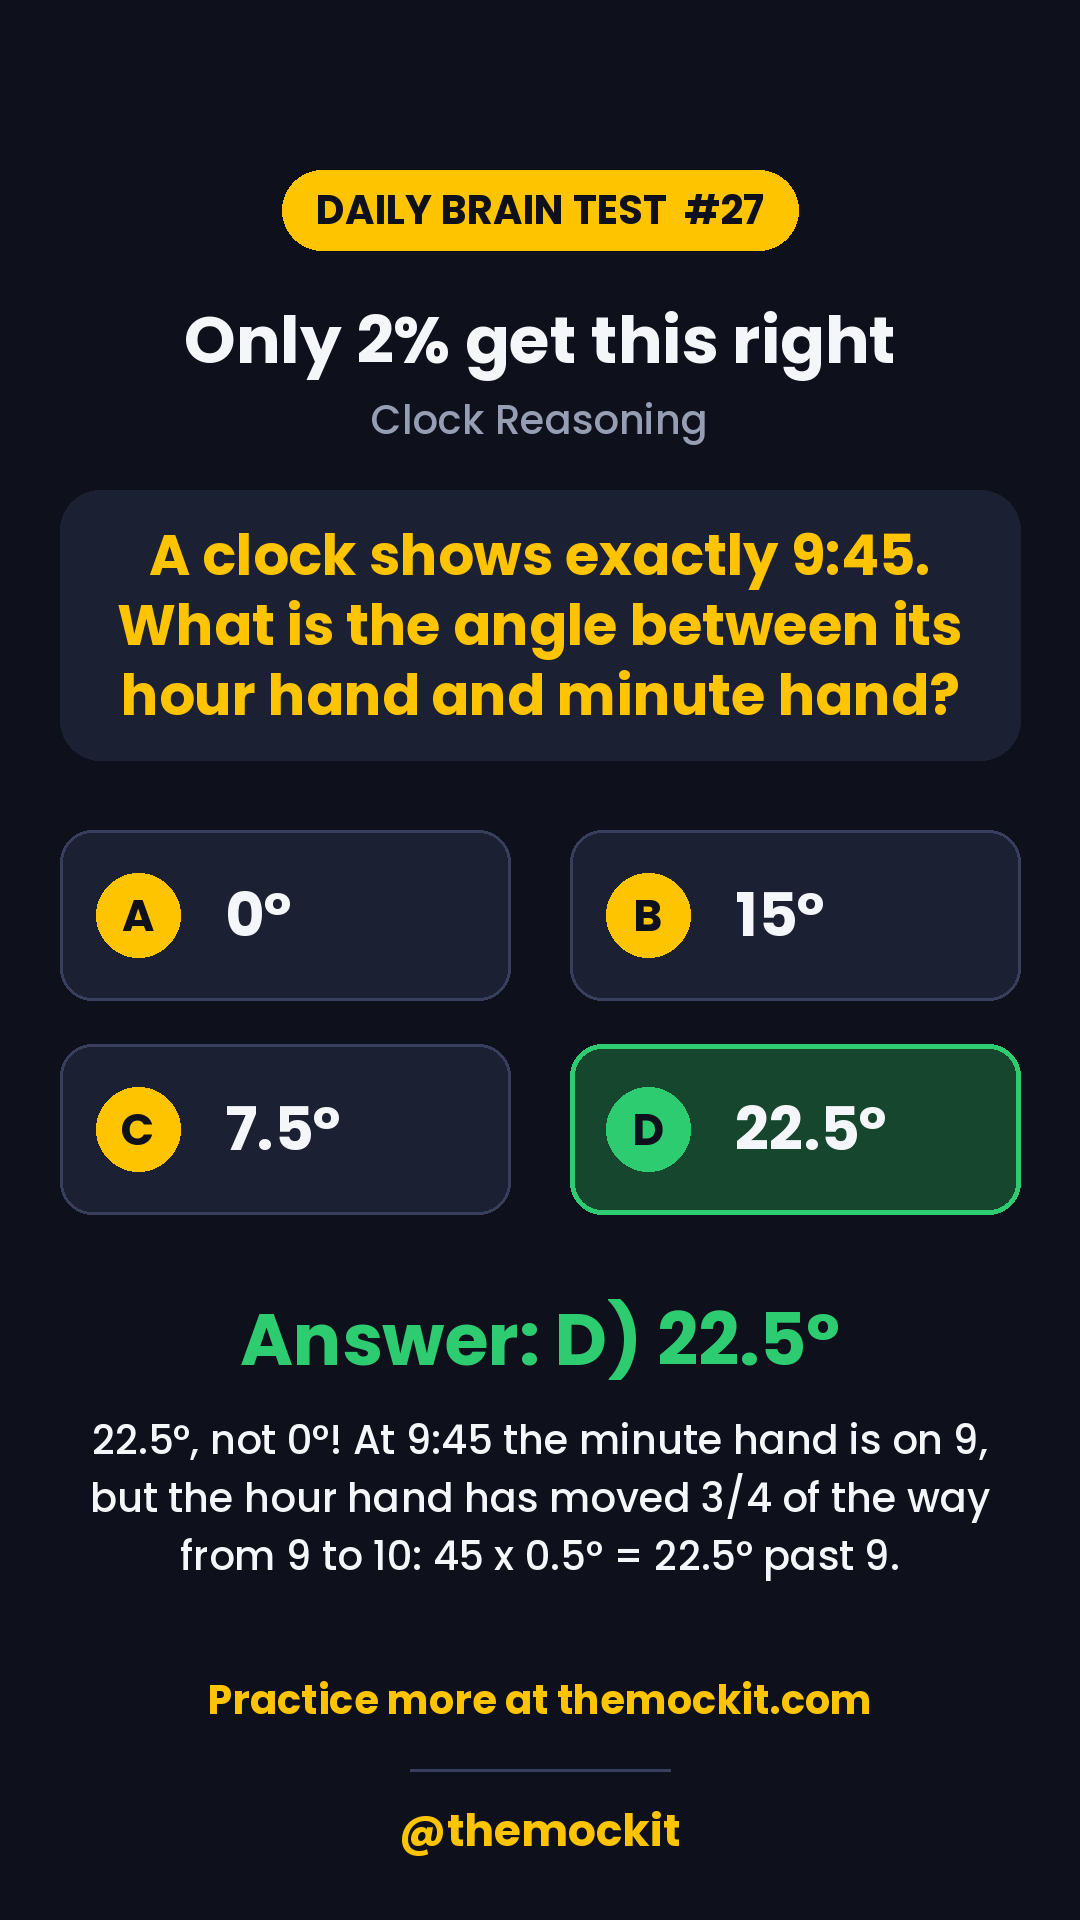 DAILY BRAIN TEST #27
Only 2% get this right
Clock Reasoning
A clock shows exactly 9:45.
What is the angle between its
hour hand and minute hand?
A 0°
B 15°
C 7.5°
D 22.5°
Answer: D) 22.5°
22.5°, not 0°! At 9:45 the minute hand is on 9,
but the hour hand has moved 3/4 of the way
from 9 to 10: 45 x 0.5° = 22.5° past 9.
Practice more at themockit.com
@themockit